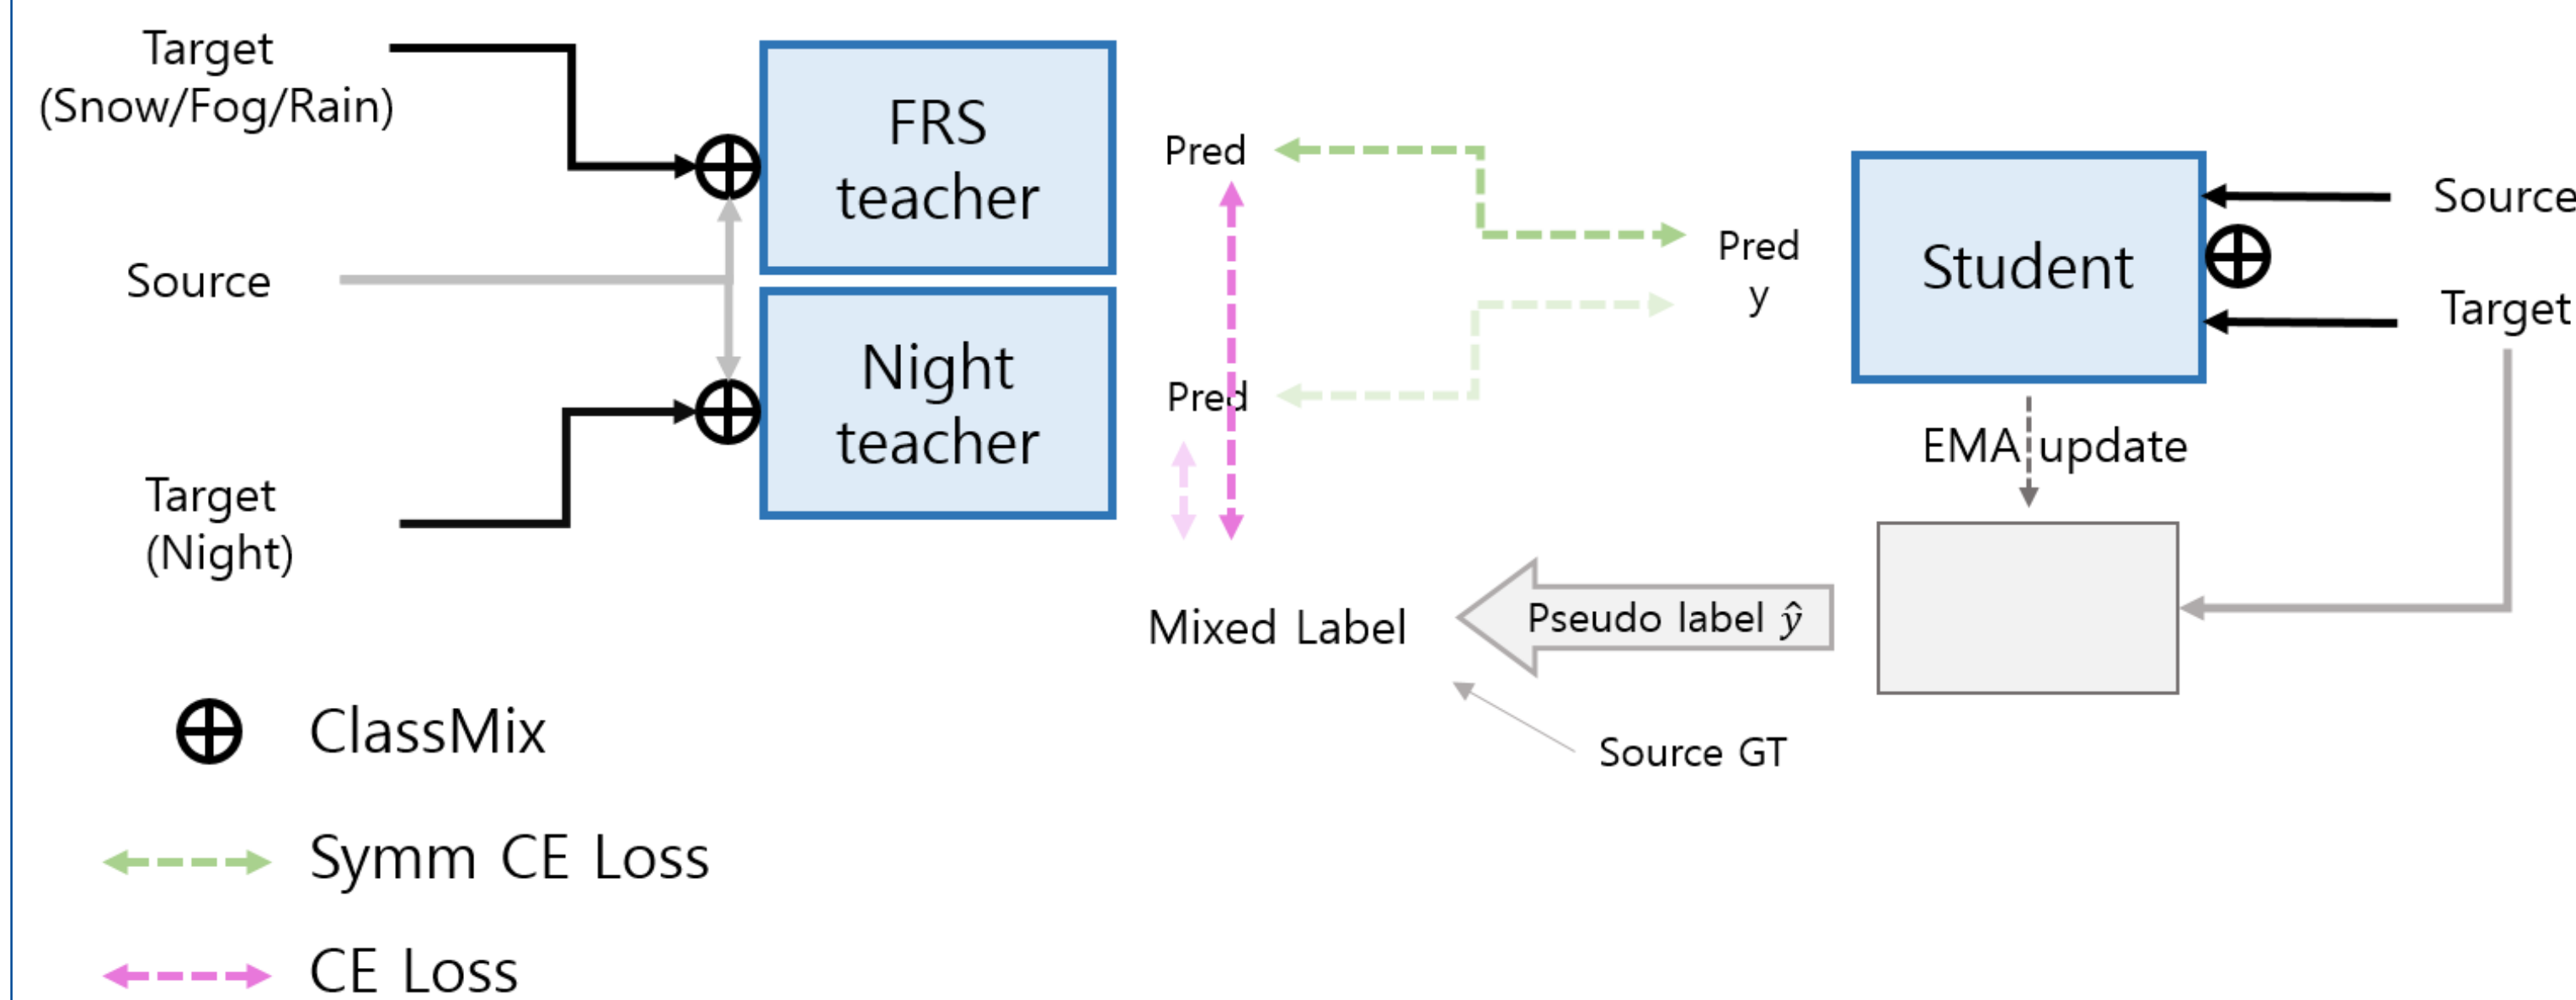 Target
(Snow/Fog/Rain)
FRS
teacher
Pred
Source
Source
Pred
y
Student
Target
Night
teacher
Pred
EMA update
Target
(Night)
Mixed Label
Pseudo label ŷ
Source GT
ClassMix
Symm CE Loss
CE Loss